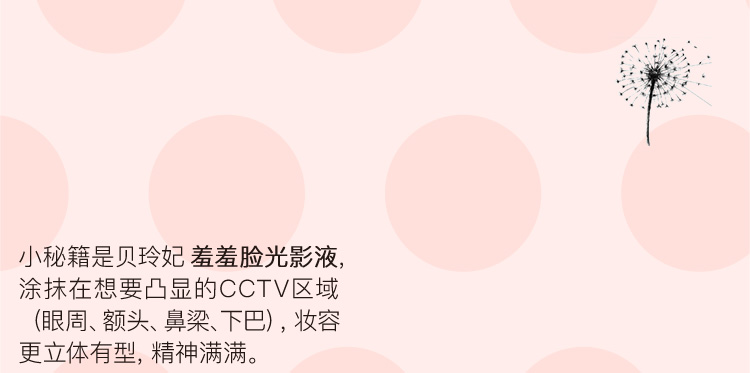 小秘籍是贝玲妃 羞羞脸光影液,
涂抹在想要凸显的CCTV区域
（眼周、额头、鼻梁、下巴）, 妆容
更立体有型, 精神满满。